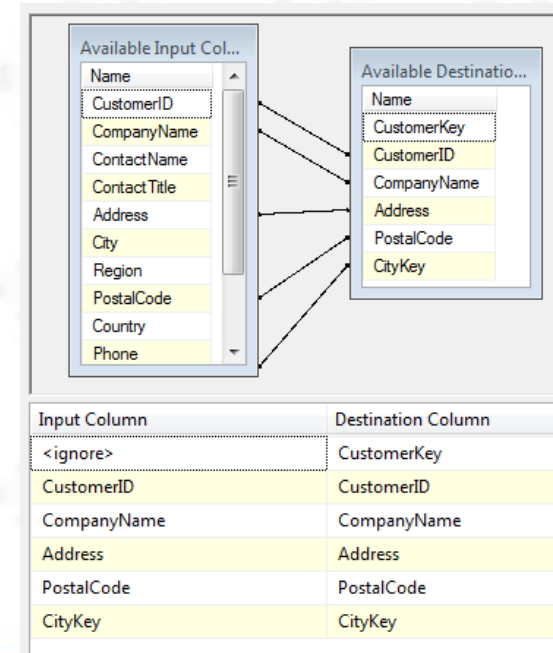 Available Input Col...
Name
CustomerID
CompanyName
ContactName
ContactTitle
Address
City
Region
PostalCode
Country
Phone
Available Destinatio...
Name
CustomerKey
CustomerID
CompanyName
Address
PostalCode
CityKey
Input Column Destination Column
<ignore> CustomerKey
CustomerID CustomerID
CompanyName CompanyName
Address Address
PostalCode PostalCode
CityKey CityKey